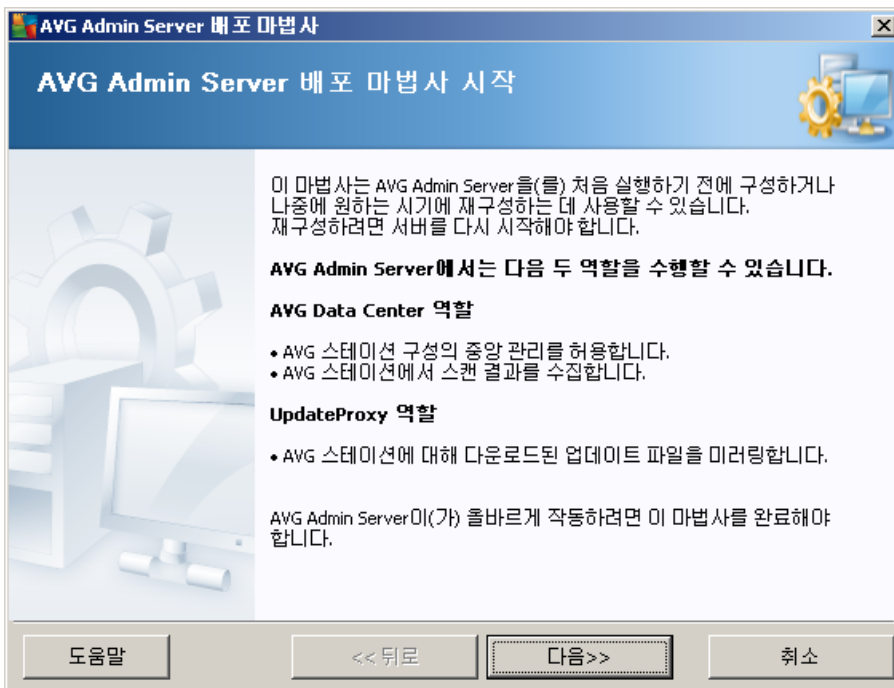 AVG Admin Server 배포 마법사
AVG Admin Server 배포 마법사 시작
이 마법사는 AVG Admin Server을(를) 처음 실행하기 전에 구성하거나
나중에 원하는 시기에 재구성하는 데 사용할 수 있습니다.
재구성하려면 서버를 다시 시작해야 합니다.
AVG Admin Server에서는 다음 두 역할을 수행할 수 있습니다.
AVG Data Center 역할
• AVG 스테이션 구성의 중앙 관리를 허용합니다.
• AVG 스테이션에서 스캔 결과를 수집합니다.
UpdateProxy 역할
• AVG 스테이션에 대해 다운로드된 업데이트 파일을 미러링합니다.
AVG Admin Server이(가) 올바르게 작동하려면 이 마법사를 완료해야
합니다.
도움말
<< 뒤로
다음>>
취소